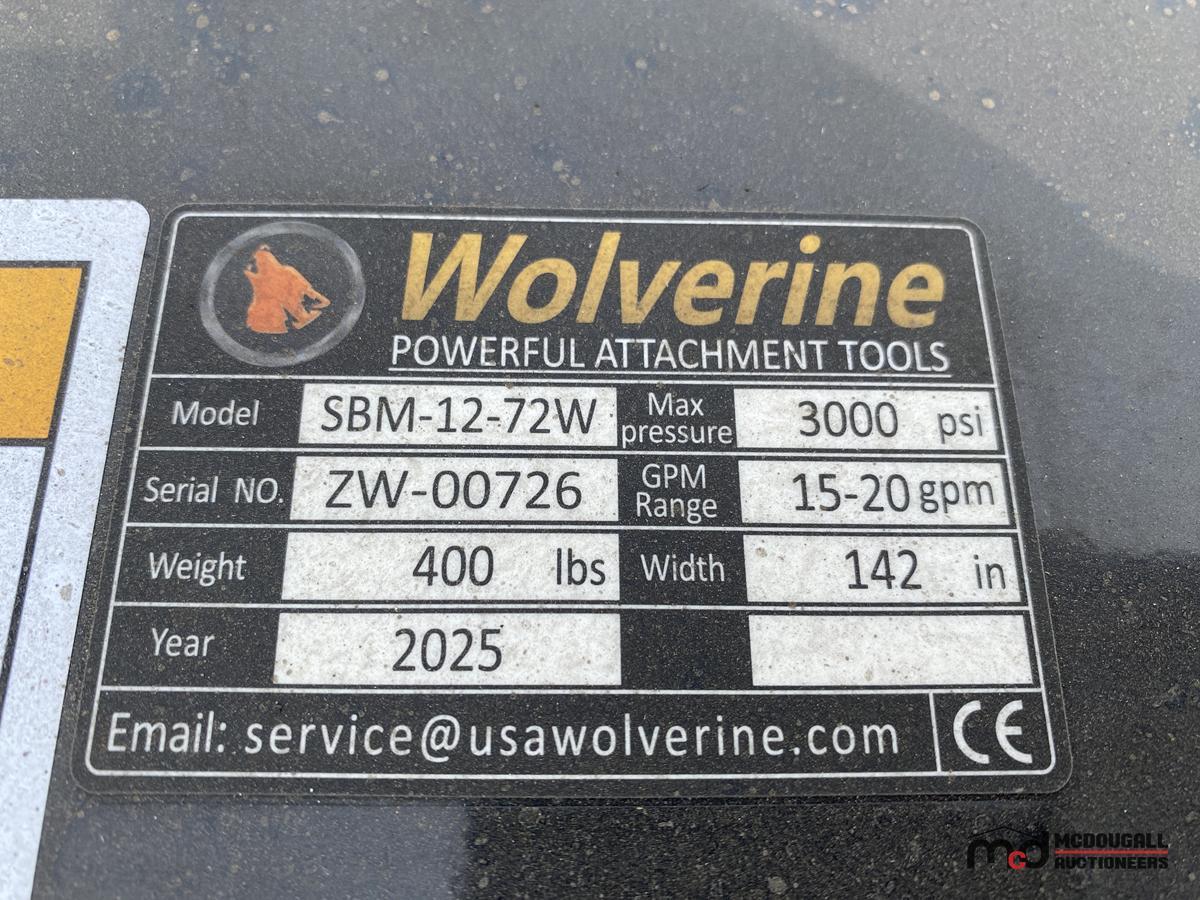 Wolverine
POWERFUL ATTACHMENT TOOLS
Model SBM-12-72W Max pressure 3000 psi
Serial NO. ZW-00726 GPM Range 15-20 gpm
Weight 400 lbs Width 142 in
Year 2025
Email: service@usawolverine.com CE
mcd MCDOUGALL
AUCTIONEERS